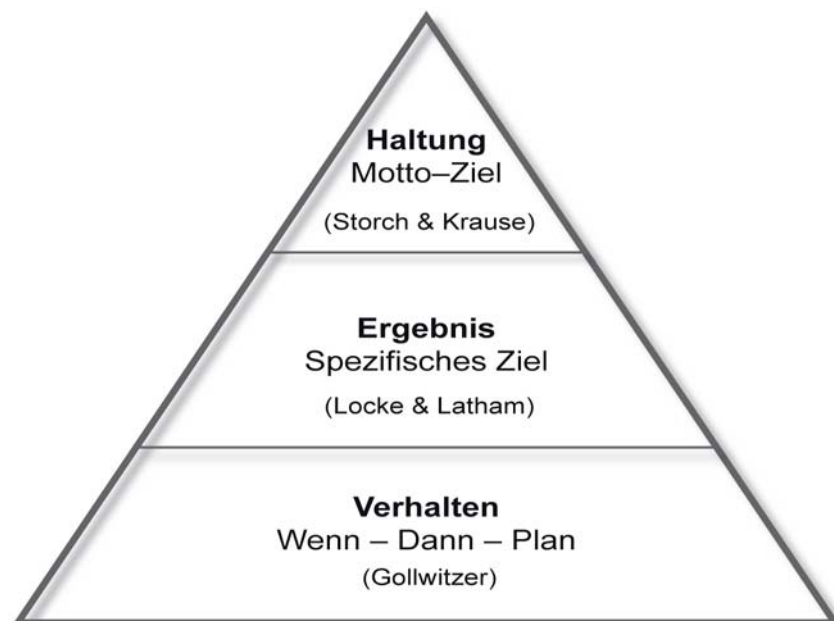 Haltung
Motto–Ziel
(Storch & Krause)
Ergebnis
Spezifisches Ziel
(Locke & Latham)
Verhalten
Wenn – Dann – Plan
(Gollwitzer)